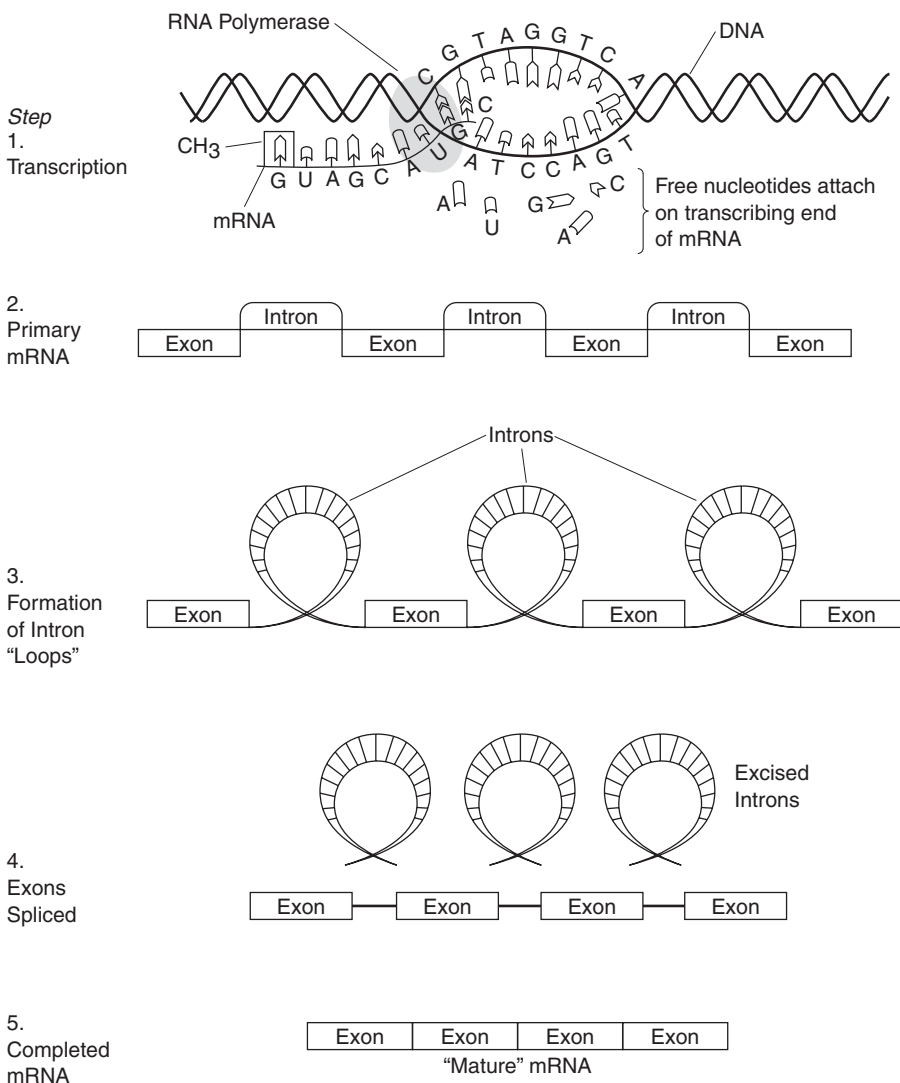 RNA Polymerase
DNA
C G T A G G T C A
Step
1.
Transcription
CH3
C
G U A G C A U G A T C C A G T
mRNA
A U G A C
Free nucleotides attach
on transcribing end
of mRNA
2.
Primary
mRNA
Intron Intron Intron
Exon Exon Exon Exon
Introns
3.
Formation
of Intron
“Loops”
Exon Exon Exon Exon
Excised
Introns
4.
Exons
Spliced
Exon Exon Exon Exon
5.
Completed
mRNA
Exon Exon Exon Exon
“Mature” mRNA